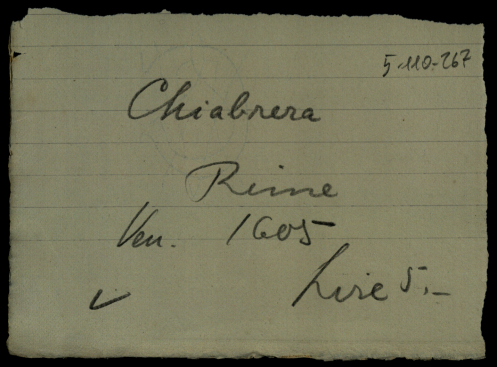 5-110-267
Chiabrera
Rime
Ven. 1605
Lire 5.-